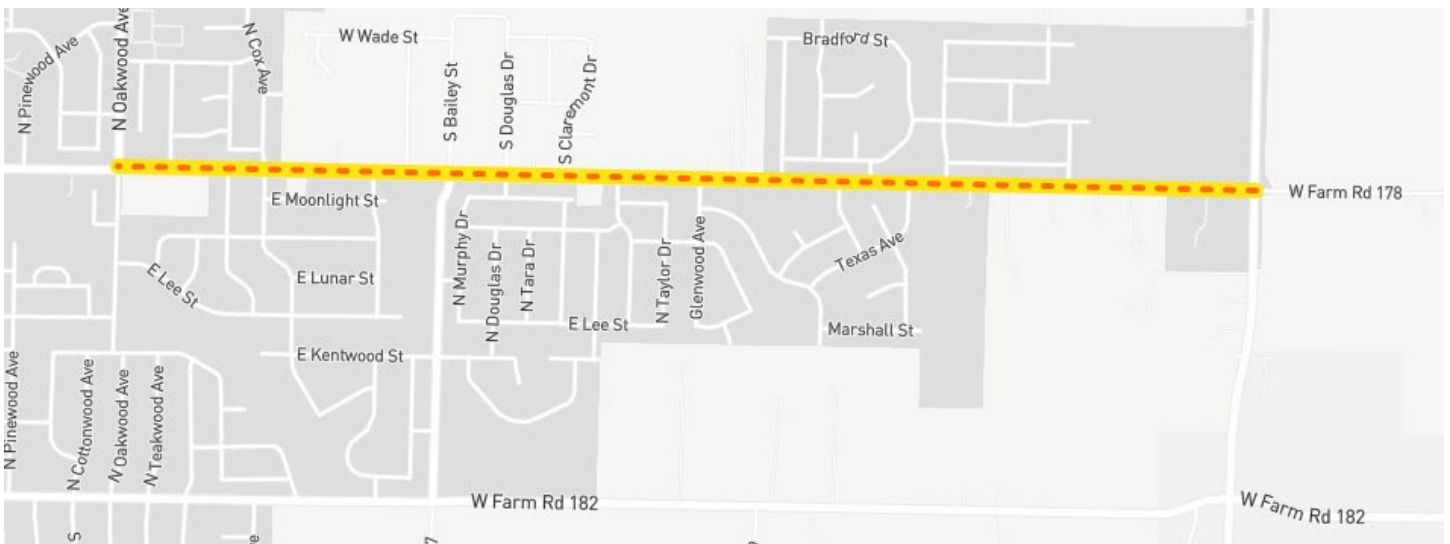 N Pinewood Ave
N Oakwood Ave
N Cox Ave
W Wade St
S Bailey St
S Douglas Dr
S Claremont Dr
Bradford St
W Farm Rd 178
E Moonlight St
E Lee St
E Lunar St
N Murphy Dr
N Douglas Dr
N Tara Dr
N Taylor Dr
Glenwood Ave
Texas Ave
E Lee St
Marshall St
E Kentwood St
N Pinewood Ave
N Cottonwood Ave
N Oakwood Ave
N Teakwood Ave
W Farm Rd 182
W Farm Rd 182
S